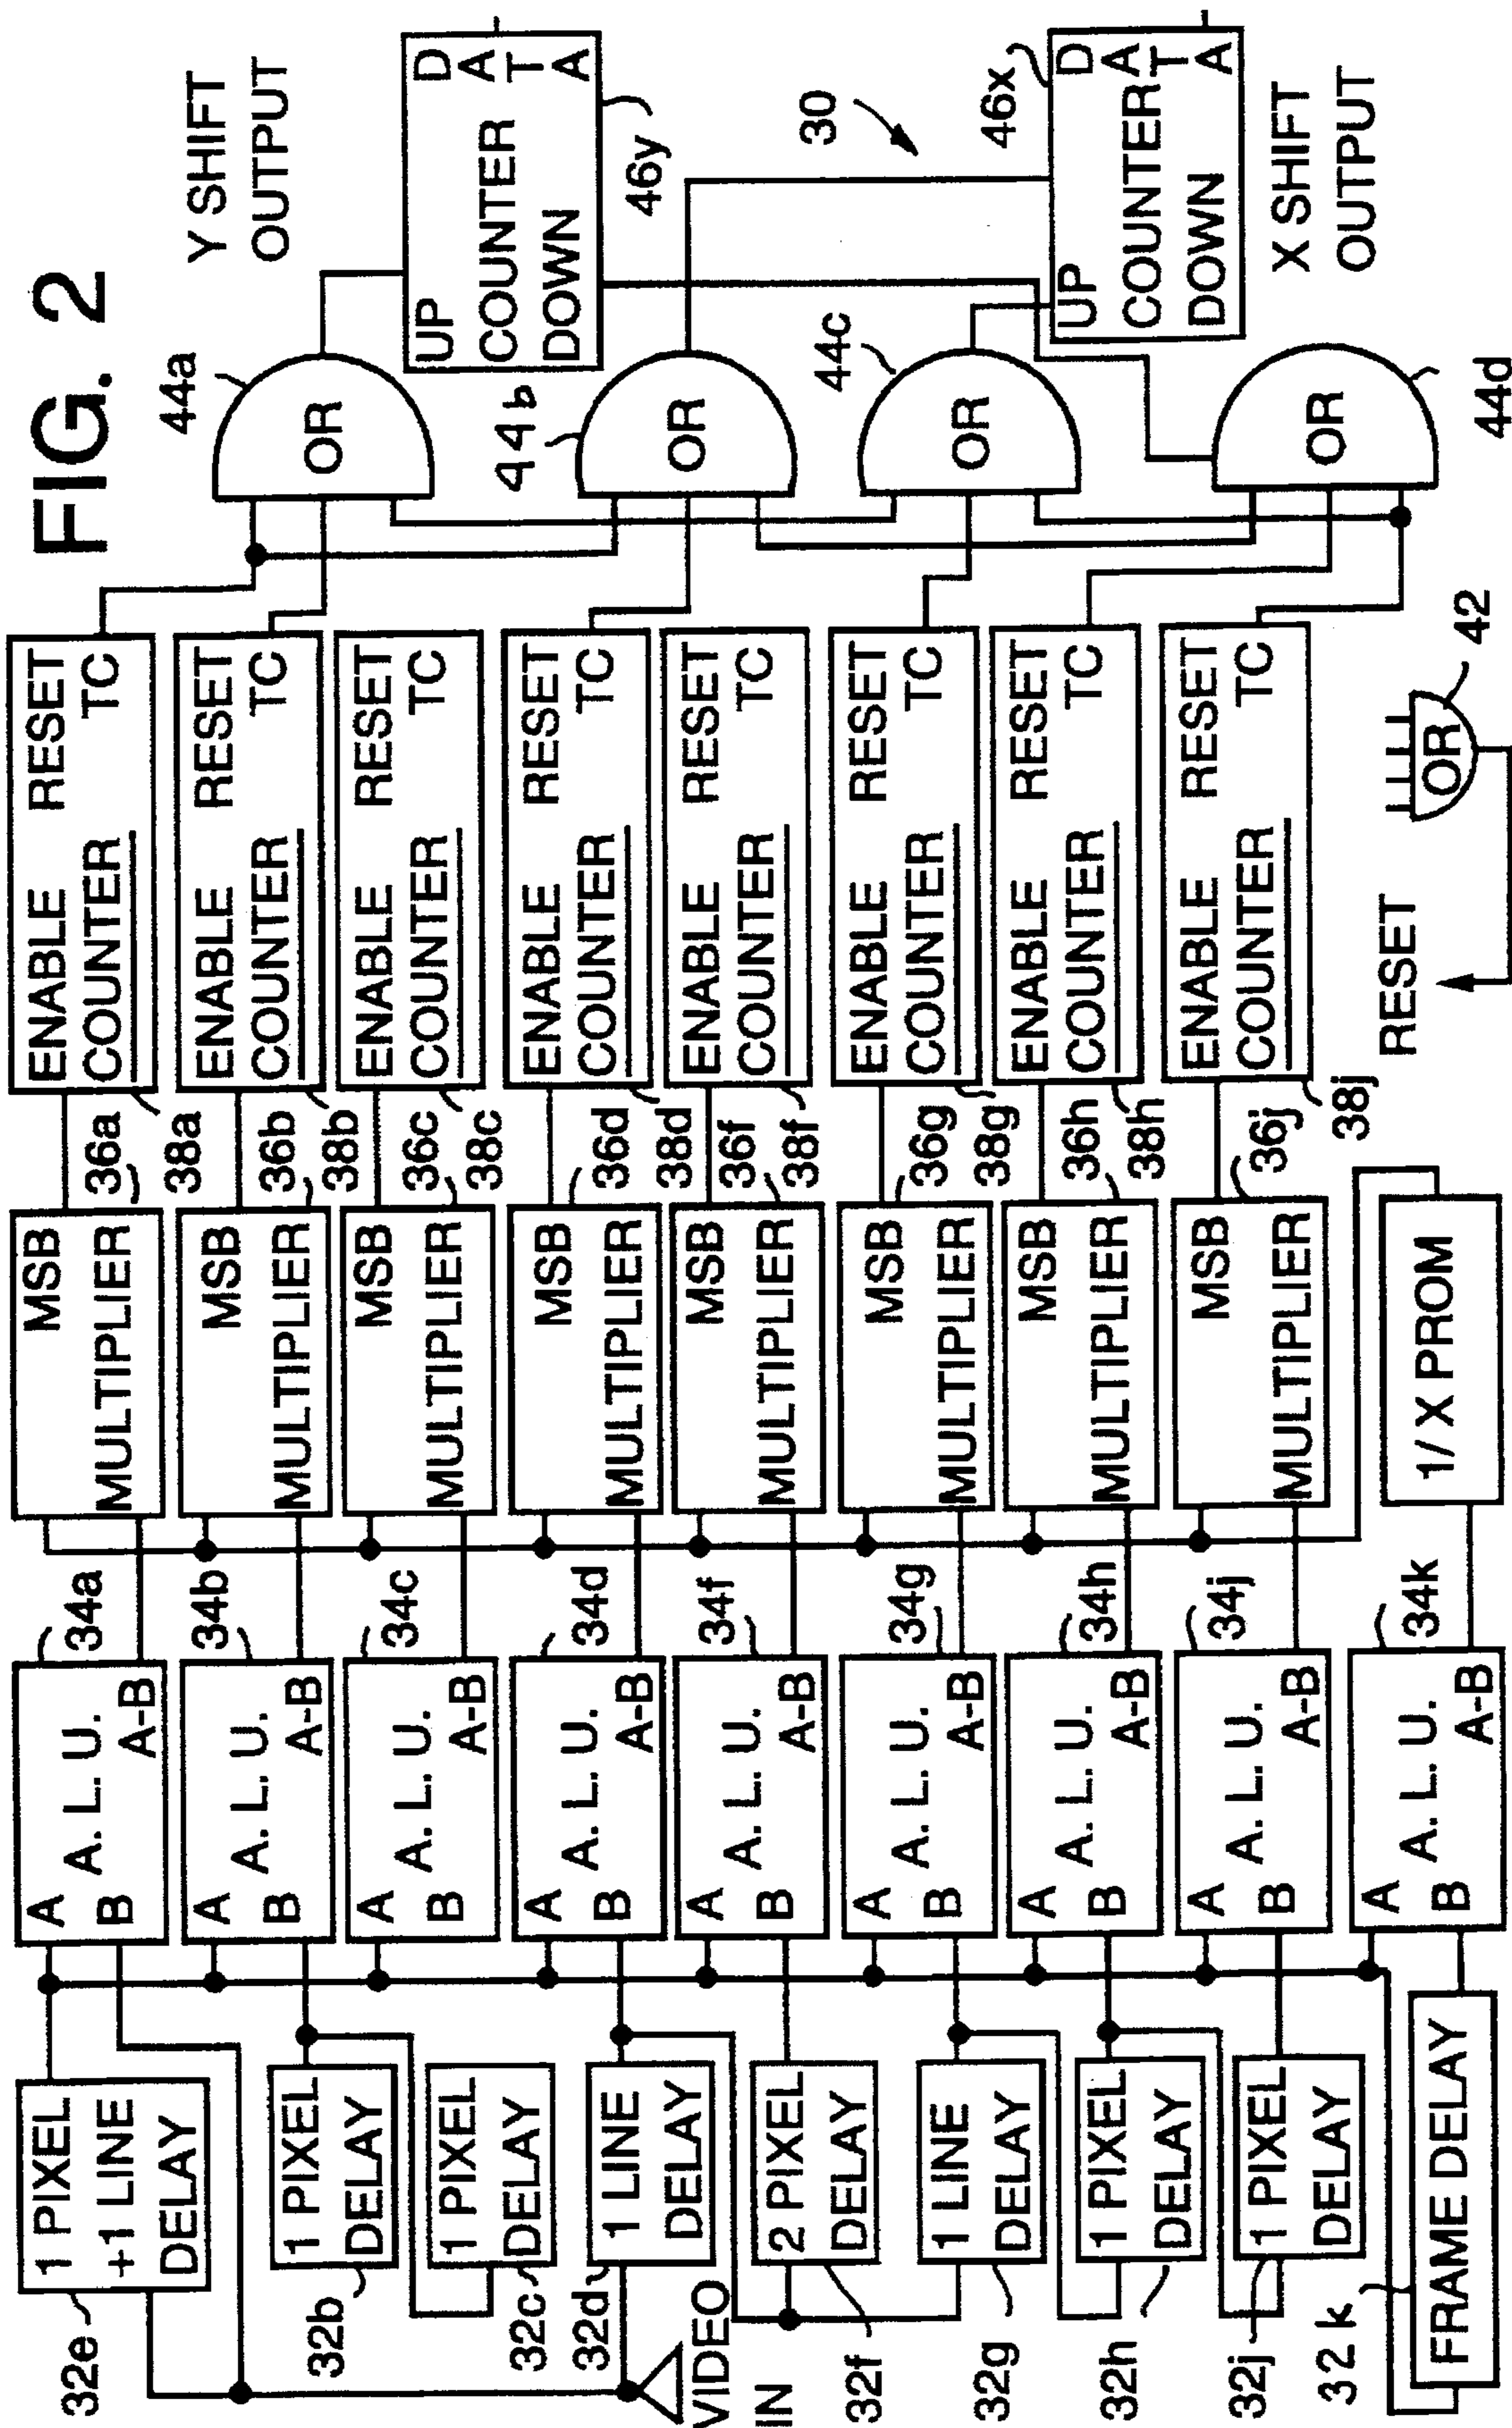 FIG. 2
32e
1 PIXEL
+1 LINE
DELAY
32b
1 PIXEL
DELAY
32c
1 PIXEL
DELAY
32d
1 LINE
DELAY
VIDEO
IN
32f
2 PIXEL
DELAY
32g
1 LINE
DELAY
32h
1 PIXEL
DELAY
32j
1 PIXEL
DELAY
32k
FRAME DELAY
A
A. L. U.
B
A-B
34a
A
A. L. U.
B
A-B
34b
A
A. L. U.
B
A-B
34c
A
A. L. U.
B
A-B
34d
A
A. L. U.
B
A-B
34f
A
A. L. U.
B
A-B
34g
A
A. L. U.
B
A-B
34h
A
A. L. U.
B
A-B
34j
A
A. L. U.
B
A-B
34k
MSB
MULTIPLIER
36a
MSB
MULTIPLIER
36b
MSB
MULTIPLIER
36c
MSB
MULTIPLIER
36d
MSB
MULTIPLIER
36f
MSB
MULTIPLIER
36g
MSB
MULTIPLIER
36h
MSB
MULTIPLIER
36j
1/ X PROM
ENABLE RESET
COUNTER TC
38a
ENABLE RESET
COUNTER TC
38b
ENABLE RESET
COUNTER TC
38c
ENABLE RESET
COUNTER TC
38d
ENABLE RESET
COUNTER TC
38f
ENABLE RESET
COUNTER TC
38g
ENABLE RESET
COUNTER TC
38h
ENABLE RESET
COUNTER TC
38j
RESET
OR
42
44a
OR
44b
OR
44c
OR
44d
OR
Y SHIFT
OUTPUT
UP
COUNTER
DOWN
DATA
46y
30
46x
UP
COUNTER
DOWN
DATA
X SHIFT
OUTPUT